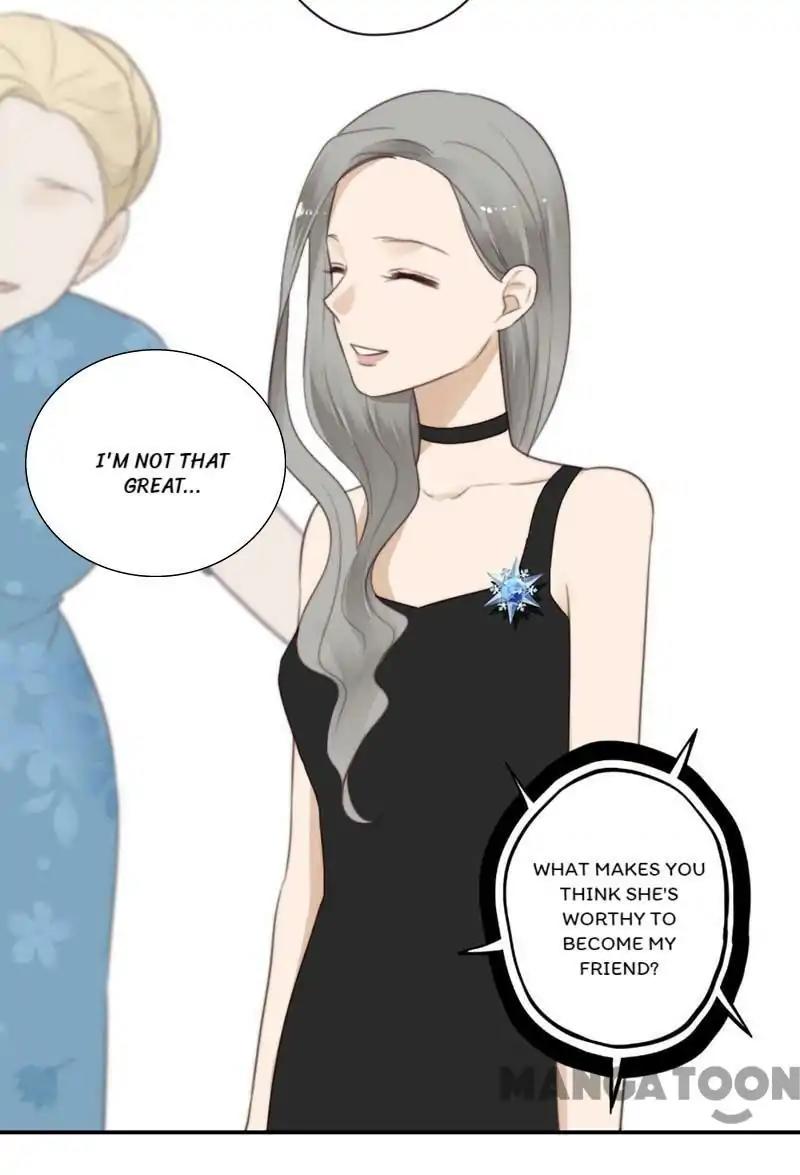 I'M NOT THAT
GREAT...
WHAT MAKES YOU
THINK SHE'S
WORTHY TO
BECOME MY
FRIEND?
MANGATOON